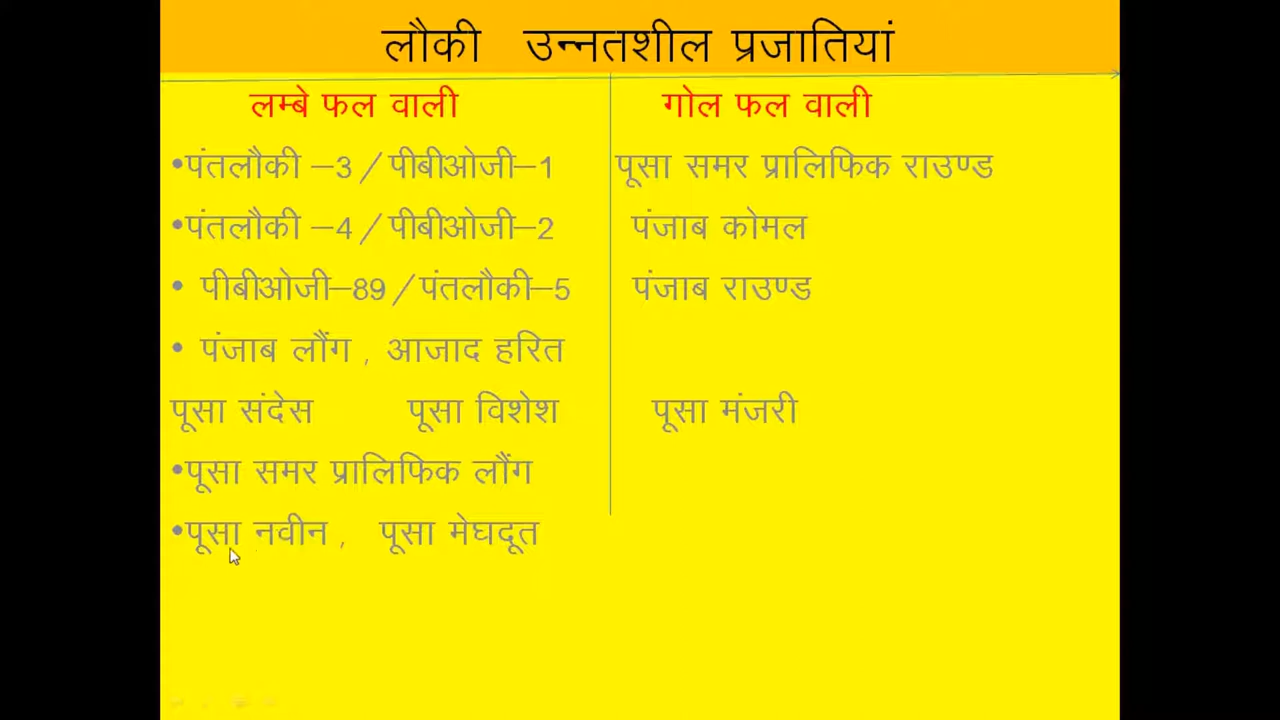 लौकी उन्नतशील प्रजातियां
लम्बे फल वाली
•पंतलौकी –3 / पीबीओजी–1
•पंतलौकी –4 / पीबीओजी–2
• पीबीओजी–89 / पंतलौकी–5
• पंजाब लौंग , आजाद हरित
पूसा संदेस पूसा विशेश
•पूसा समर प्रालिफिक लौंग
•पूसा नवीन , पूसा मेघदूत
गोल फल वाली
पूसा समर प्रालिफिक राउण्ड
पंजाब कोमल
पंजाब राउण्ड
पूसा मंजरी